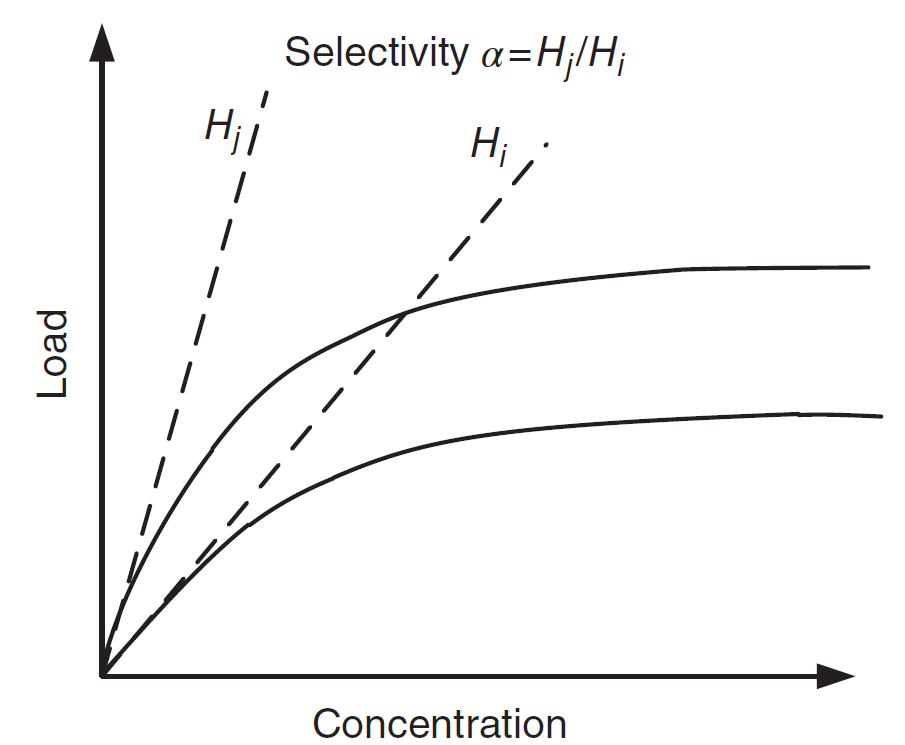 Selectivity α=Hj/Hi
Hj
Hi
Load
Concentration